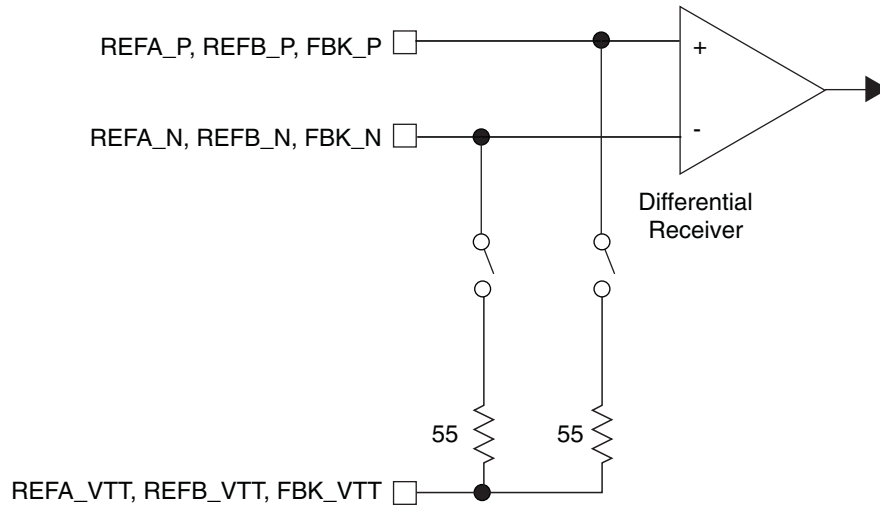 REFA_P, REFB_P, FBK_P
+
REFA_N, REFB_N, FBK_N
-
Differential
Receiver
55
55
REFA_VTT, REFB_VTT, FBK_VTT